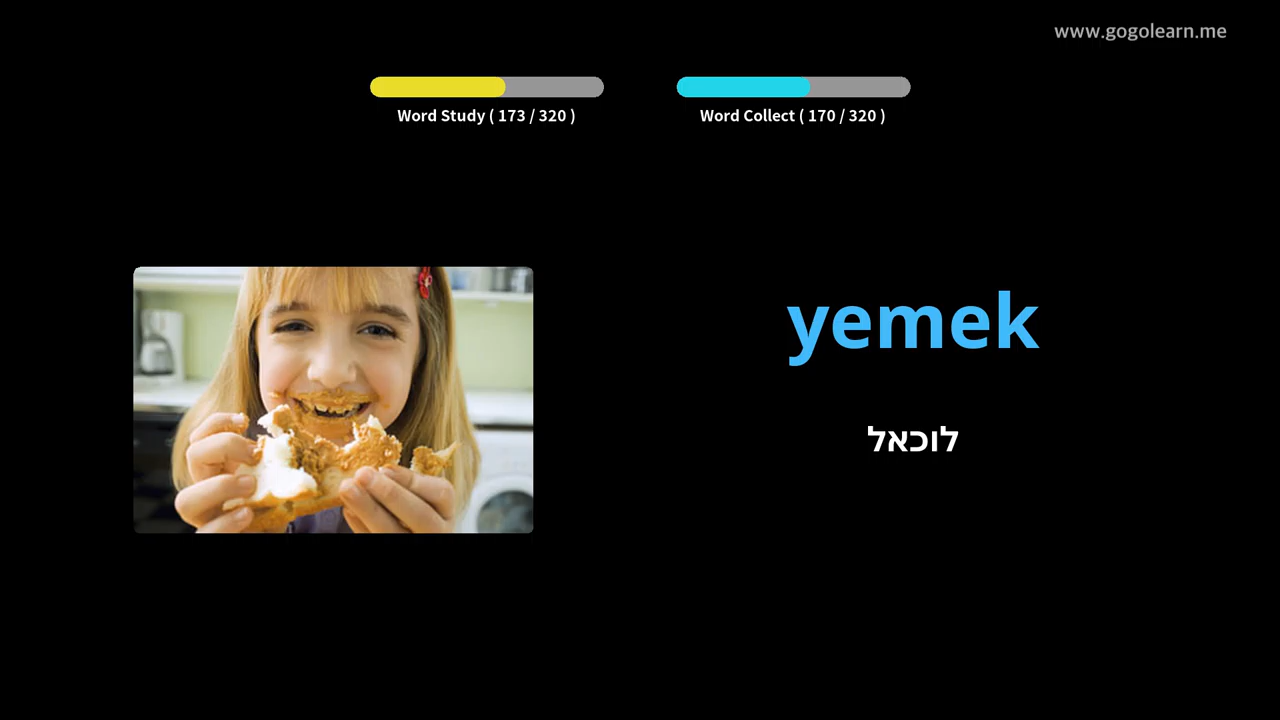 www.gogolearn.me
Word Study ( 173 / 320 )
Word Collect ( 170 / 320 )
yemek
לוכאל